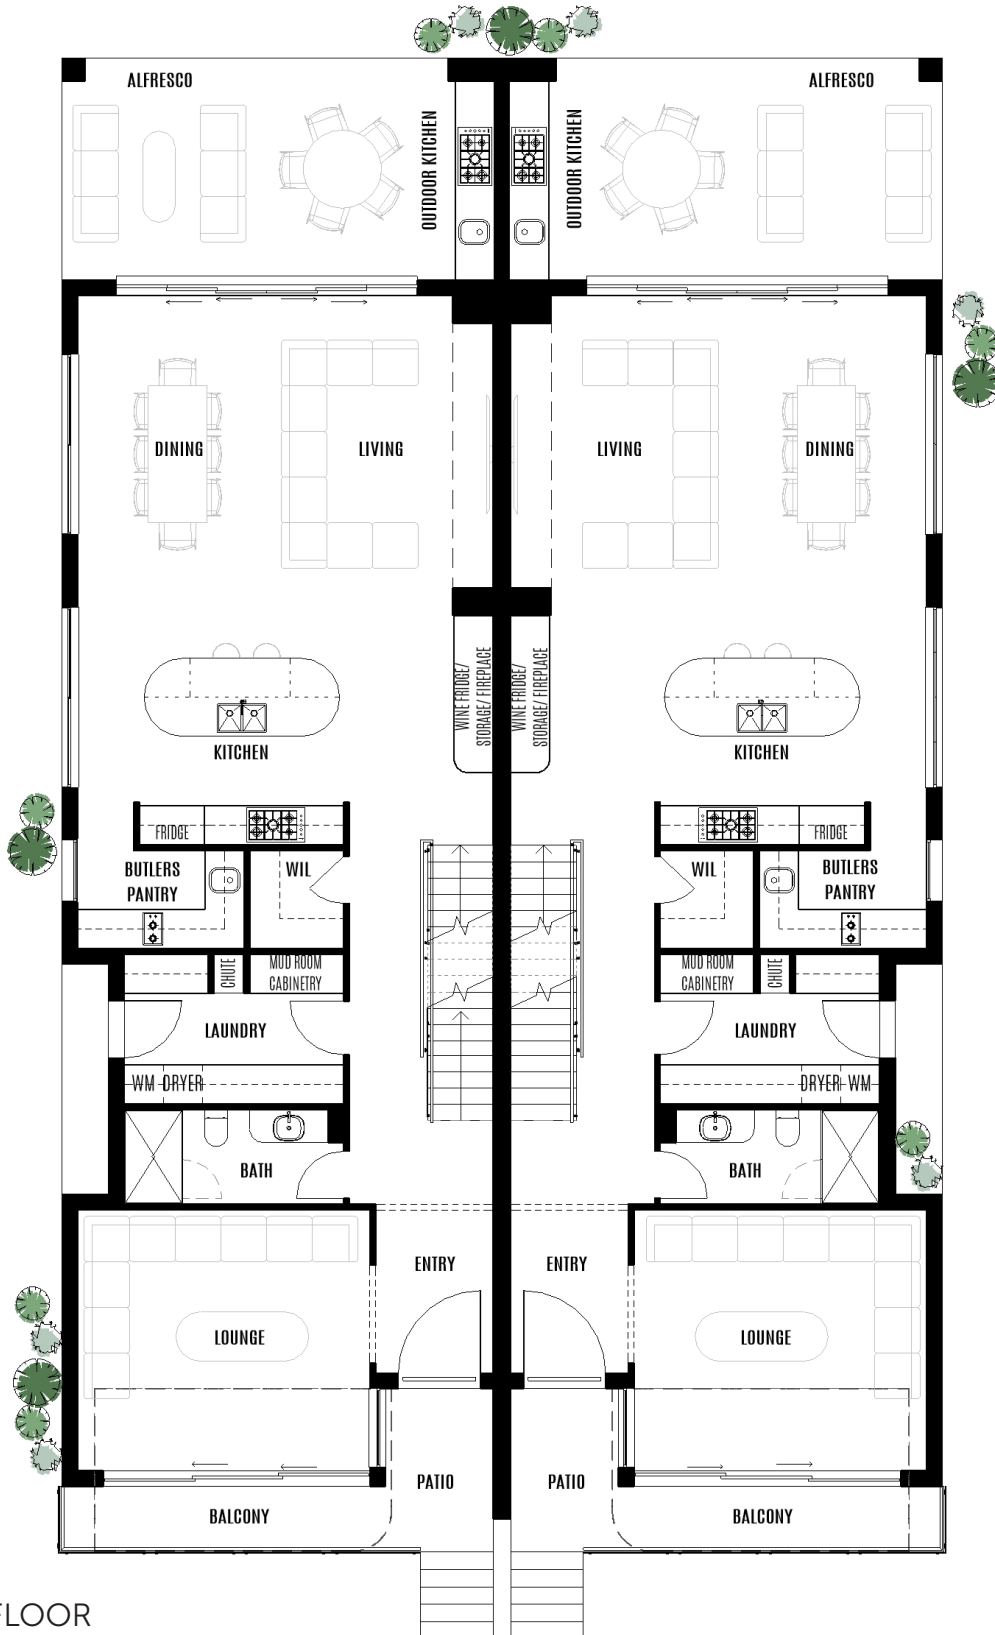 ALFRESCO
ALFRESCO
OUTDOOR KITCHEN
OUTDOOR KITCHEN
DINING
LIVING
LIVING
DINING
WINE FRIDGE/
STORAGE/ FIREPLACE
WINE FRIDGE/
STORAGE/ FIREPLACE
KITCHEN
KITCHEN
FRIDGE
FRIDGE
BUTLERS
PANTRY
WIL
WIL
BUTLERS
PANTRY
CHUTE
MUD ROOM
CABINETRY
MUD ROOM
CABINETRY
CHUTE
LAUNDRY
LAUNDRY
WM DRYER
DRYER WM
BATH
BATH
ENTRY
ENTRY
LOUNGE
LOUNGE
PATIO
PATIO
BALCONY
BALCONY
FLOOR